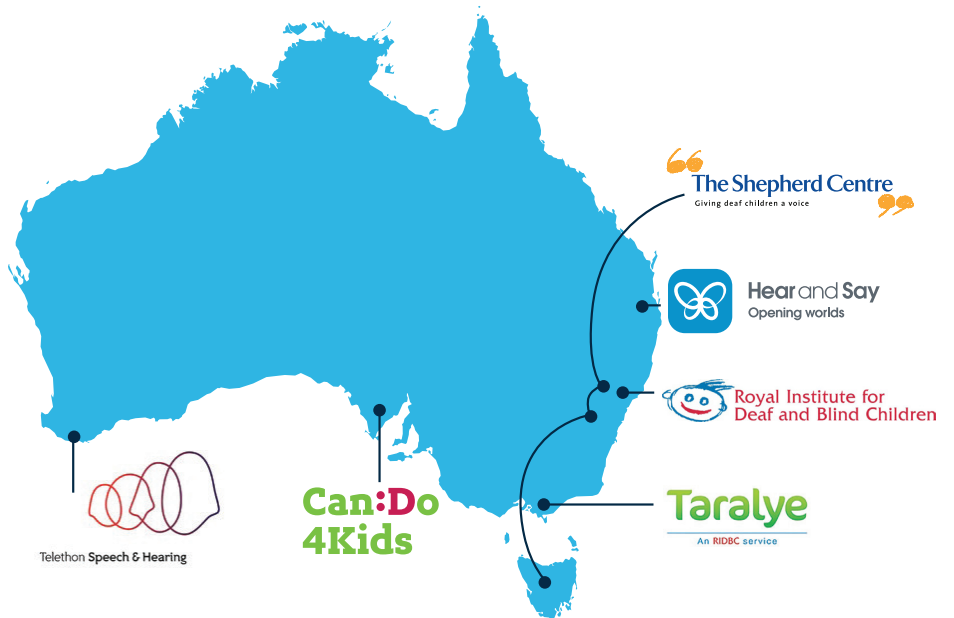 The Shepherd Centre
Giving deaf children a voice
Hear and Say
Opening worlds
Royal Institute for
Deaf and Blind Children
Taralye
An RIDBC service
Can:Do
4Kids
Telethon Speech & Hearing